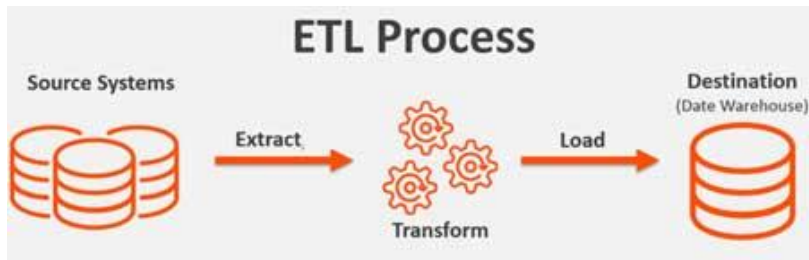 ETL Process
Source Systems
Extract
Transform
Load
Destination
(Date Warehouse)